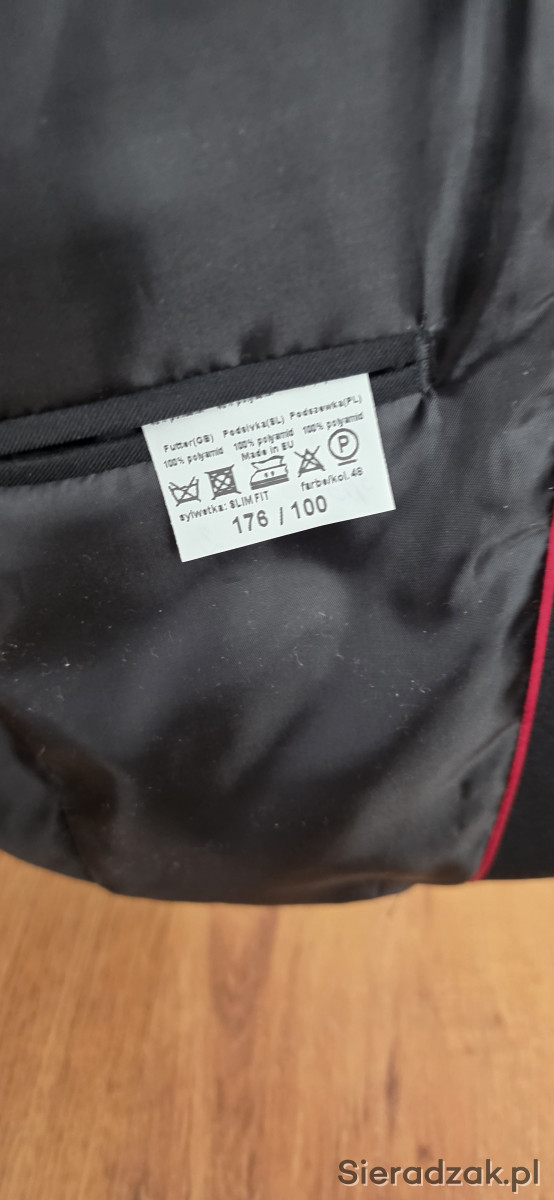 Futter(GB) Podsivka(SL) Podszewka(PL)
100% polyamid 100% polyamid 100% polyamid
Made in EU
P
sylwetka: SLIM FIT farbe/kol. 48
176 / 100
Sieradzak.pl